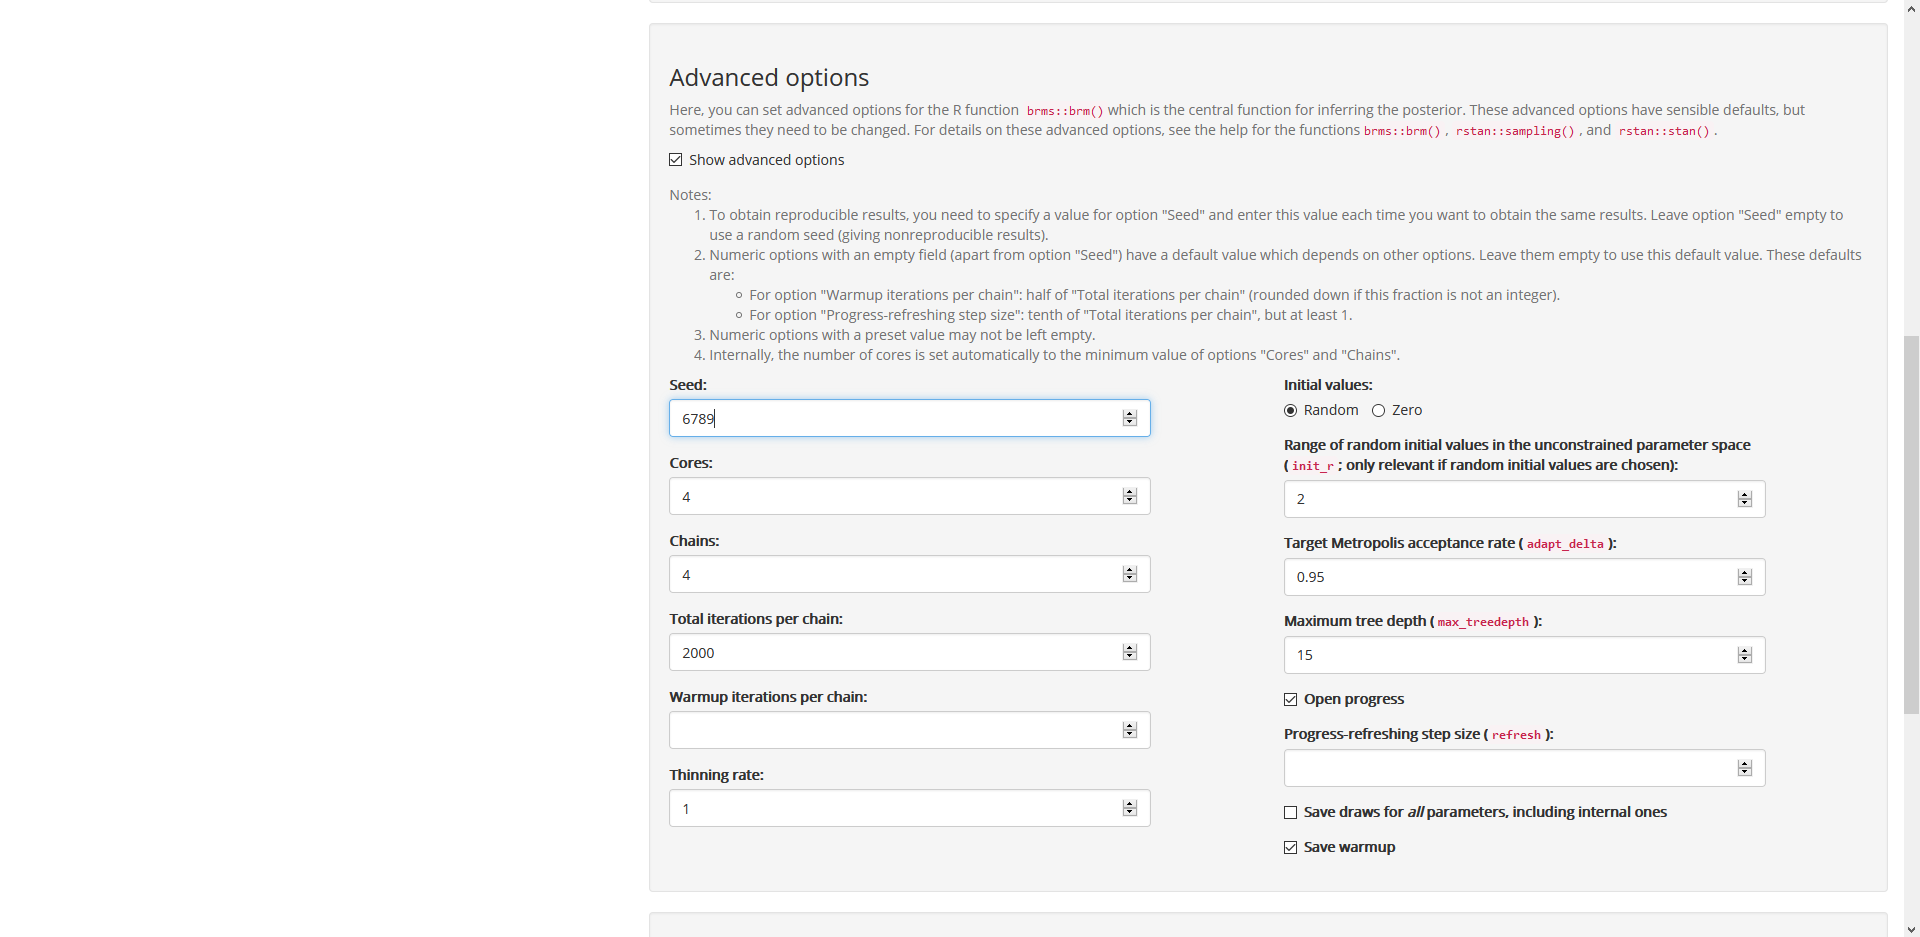 Advanced options
Here, you can set advanced options for the R function brms::brm() which is the central function for inferring the posterior. These advanced options have sensible defaults, but
sometimes they need to be changed. For details on these advanced options, see the help for the functions brms::brm() , rstan::sampling() , and rstan::stan() .
Show advanced options
Notes:
1. To obtain reproducible results, you need to specify a value for option "Seed" and enter this value each time you want to obtain the same results. Leave option "Seed" empty to
use a random seed (giving nonreproducible results).
2. Numeric options with an empty field (apart from option "Seed") have a default value which depends on other options. Leave them empty to use this default value. These defaults
are:
For option "Warmup iterations per chain": half of "Total iterations per chain" (rounded down if this fraction is not an integer).
For option "Progress-refreshing step size": tenth of "Total iterations per chain", but at least 1.
3. Numeric options with a preset value may not be left empty.
4. Internally, the number of cores is set automatically to the minimum value of options "Cores" and "Chains".
Seed:
6789
Cores:
4
Chains:
4
Total iterations per chain:
2000
Warmup iterations per chain:
Thinning rate:
1
Initial values:
Random Zero
Range of random initial values in the unconstrained parameter space
( init_r ; only relevant if random initial values are chosen):
2
Target Metropolis acceptance rate ( adapt_delta ):
0.95
Maximum tree depth ( max_treedepth ):
15
Open progress
Progress-refreshing step size ( refresh ):
Save draws for all parameters, including internal ones
Save warmup